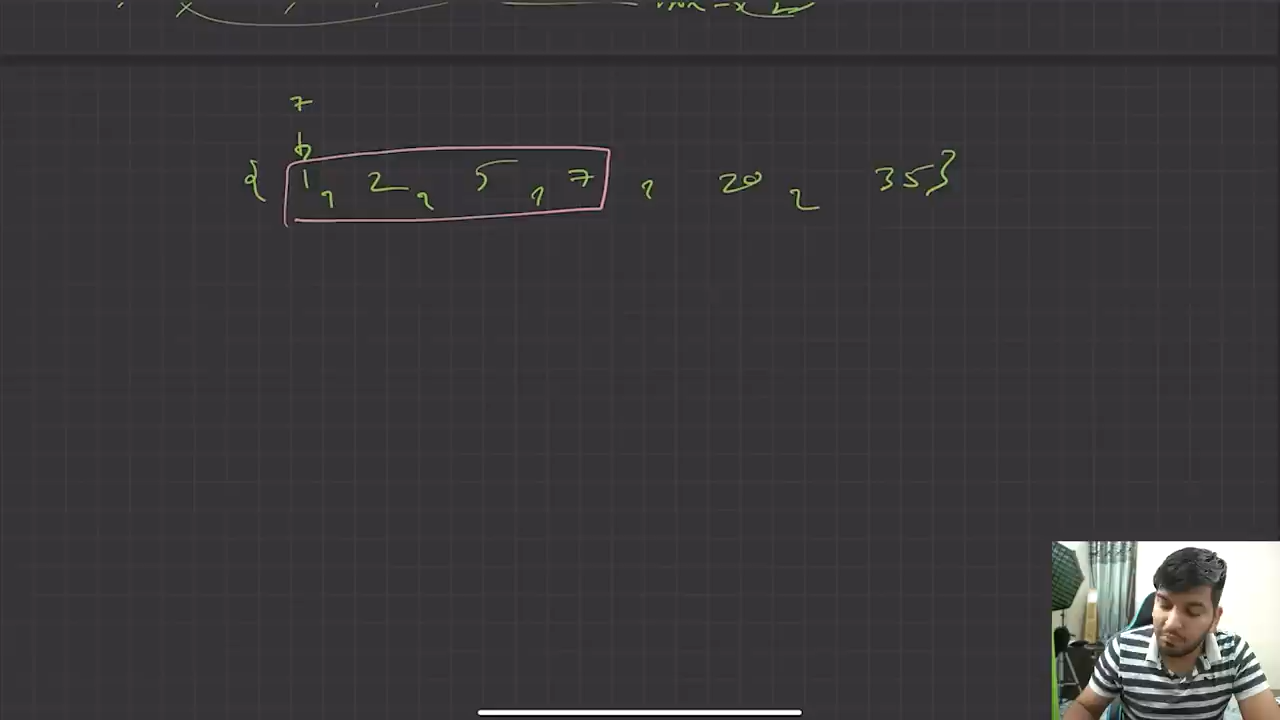 7
{ 1, 2, 5, 7, 20, 35}